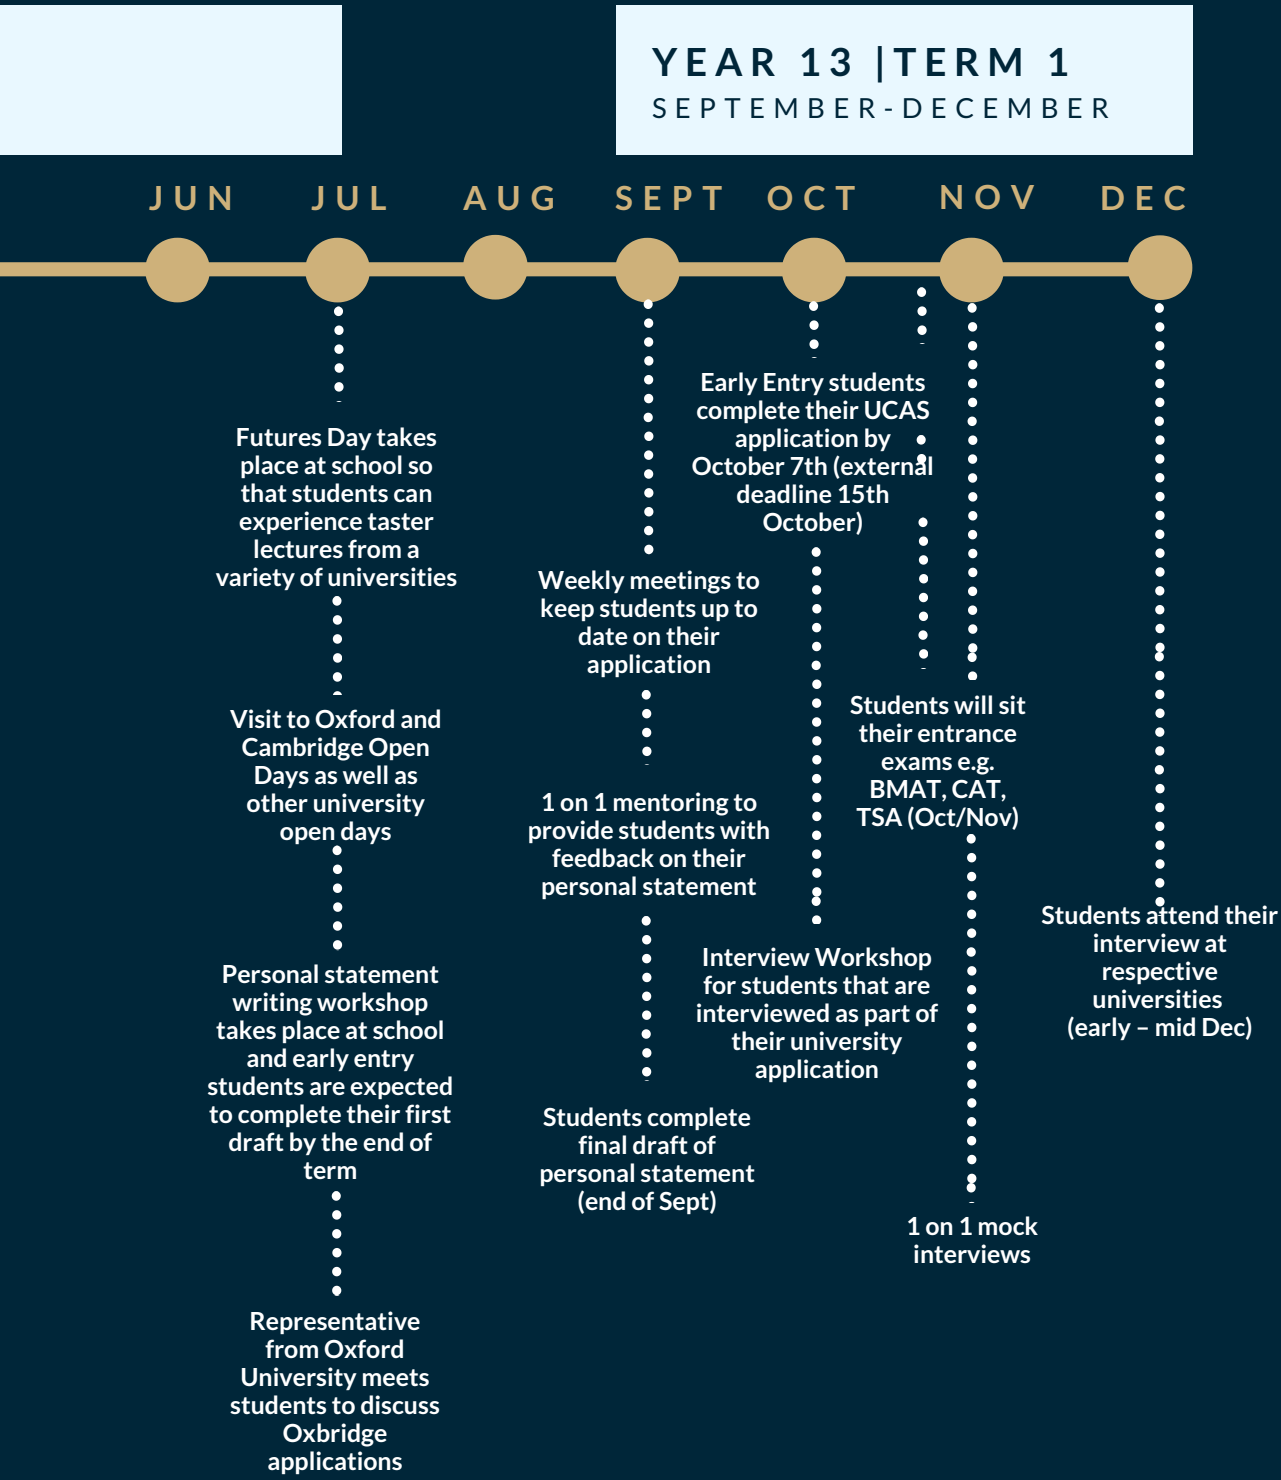 YEAR 13 |TERM 1
SEPTEMBER-DECEMBER
JUN JUL AUG SEPT OCT NOV DEC
Futures Day takes
place at school so
that students can
experience taster
lectures from a
variety of universities
Visit to Oxford and
Cambridge Open
Days as well as
other university
open days
Personal statement
writing workshop
takes place at school
and early entry
students are expected
to complete their first
draft by the end of
term
Representative
from Oxford
University meets
students to discuss
Oxbridge
applications
Weekly meetings to
keep students up to
date on their
application
1 on 1 mentoring to
provide students with
feedback on their
personal statement
Students complete
final draft of
personal statement
(end of Sept)
Early Entry students
complete their UCAS
application by
October 7th (external
deadline 15th
October)
Interview Workshop
for students that are
interviewed as part of
their university
application
Students will sit
their entrance
exams e.g.
BMAT, CAT,
TSA (Oct/Nov)
1 on 1 mock
interviews
Students attend their
interview at
respective
universities
(early – mid Dec)